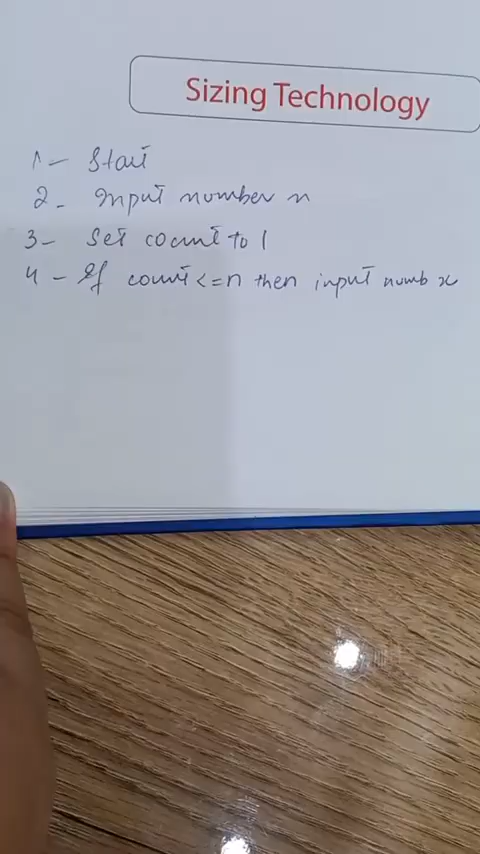 Sizing Technology
1- Start
2- Input number n
3- Set count to 1
4- If count <= n then input numb x